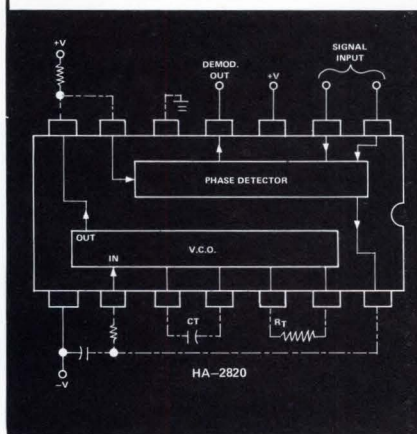 +V
DEMOD.
OUT
+V
SIGNAL
INPUT
PHASE DETECTOR
OUT
V.C.O.
IN
CT
RT
-V
HA-2820